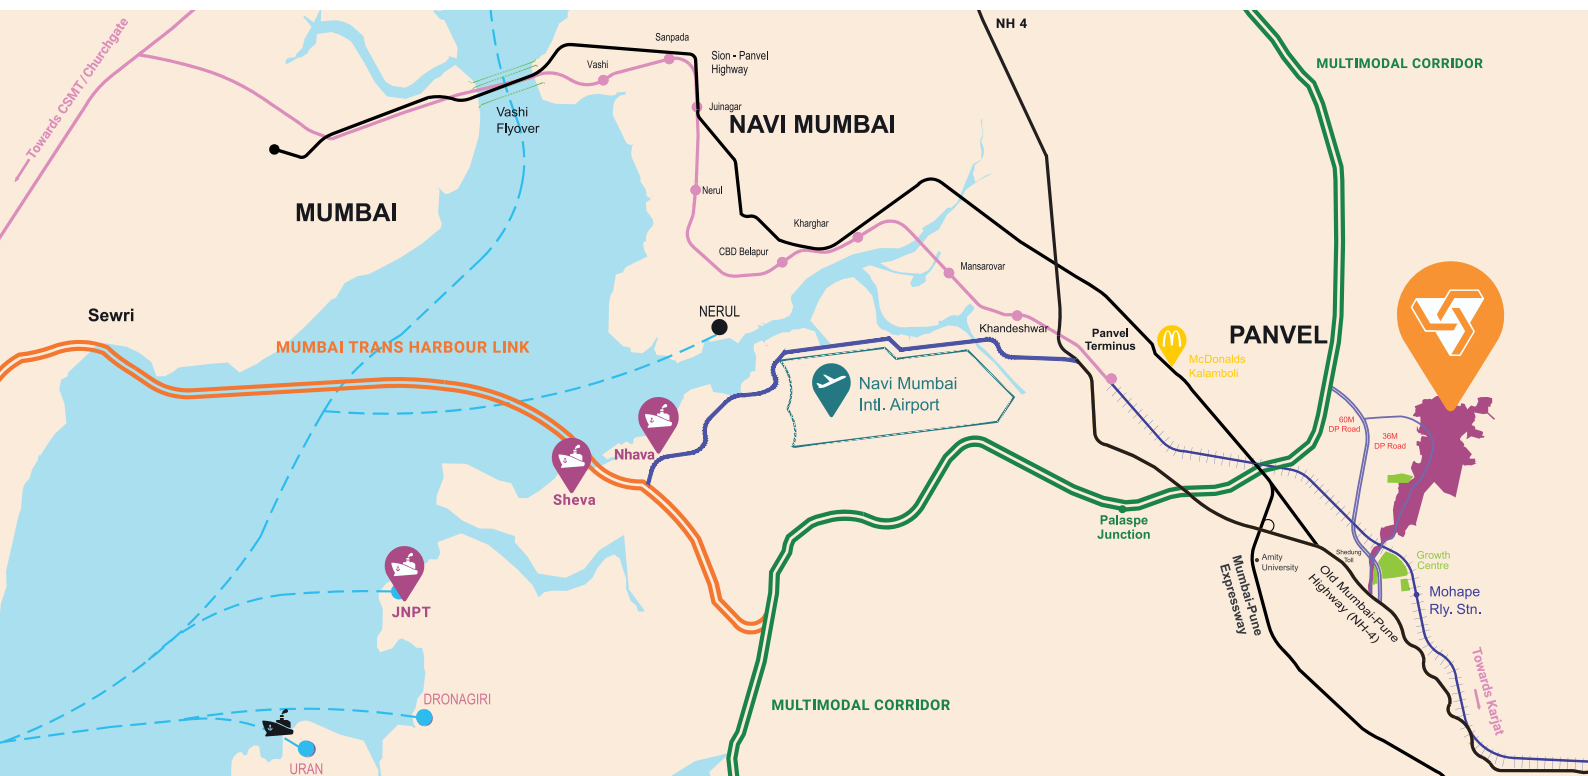 NH 4
Sanpada
Sion - Panvel
Highway
Vashi
MULTIMODAL CORRIDOR
Towards CSMT / Churchgate
Juinagar
Vashi
Flyover
NAVI MUMBAI
Nerul
MUMBAI
Kharghar
CBD Belapur
Mansarovar
NERUL
Sewri
Khandeshwar
Panvel
Terminus
PANVEL
MUMBAI TRANS HARBOUR LINK
McDonalds
Kalamboli
Navi Mumbai
Intl. Airport
60M
DP Road
36M
DP Road
Nhava
Sheva
Palaspe
Junction
Shedung
Toll
Growth
Centre
Amity
University
Mumbai-Pune
Expressway
Old Mumbai-Pune
Highway (NH-4)
Mohape
Rly. Stn.
JNPT
Towards Karjat
DRONAGIRI
MULTIMODAL CORRIDOR
URAN